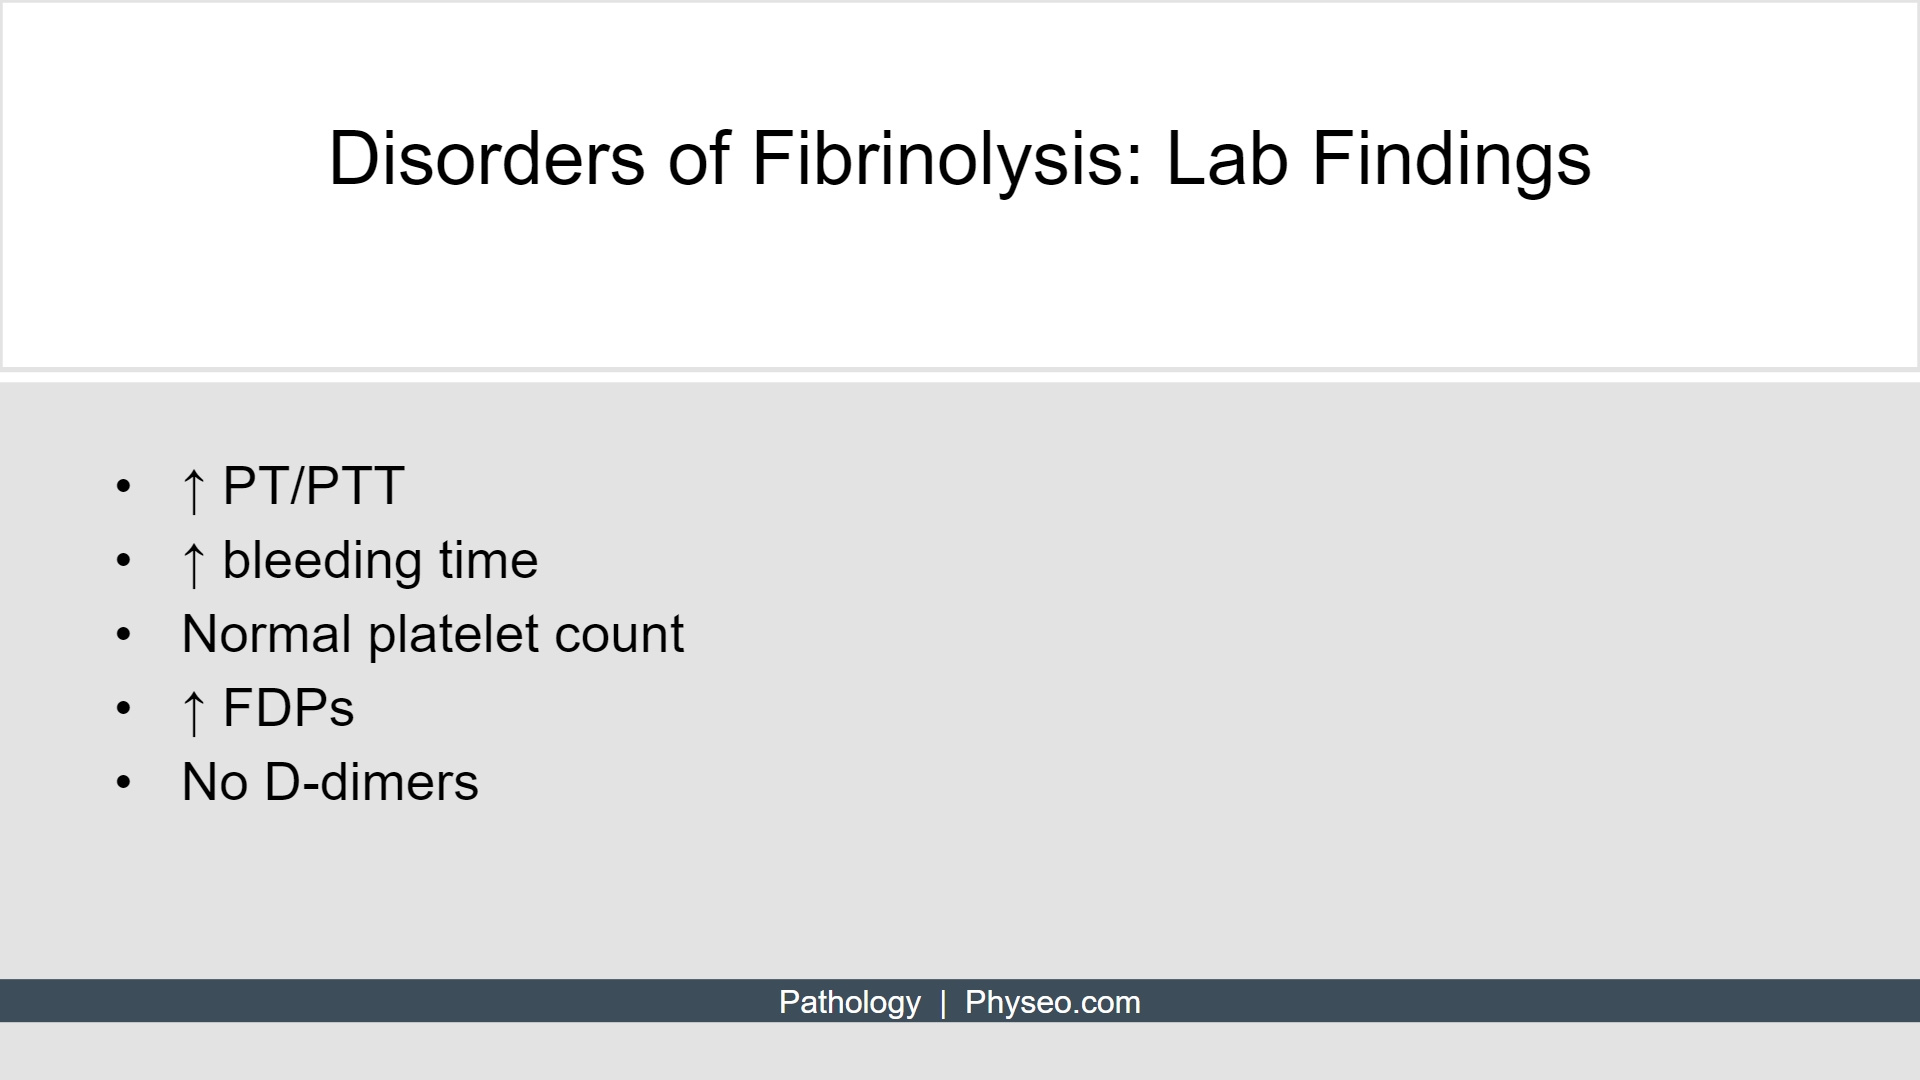 Disorders of Fibrinolysis: Lab Findings
• ↑ PT/PTT
• ↑ bleeding time
• Normal platelet count
• ↑ FDPs
• No D-dimers
Pathology | Physeo.com